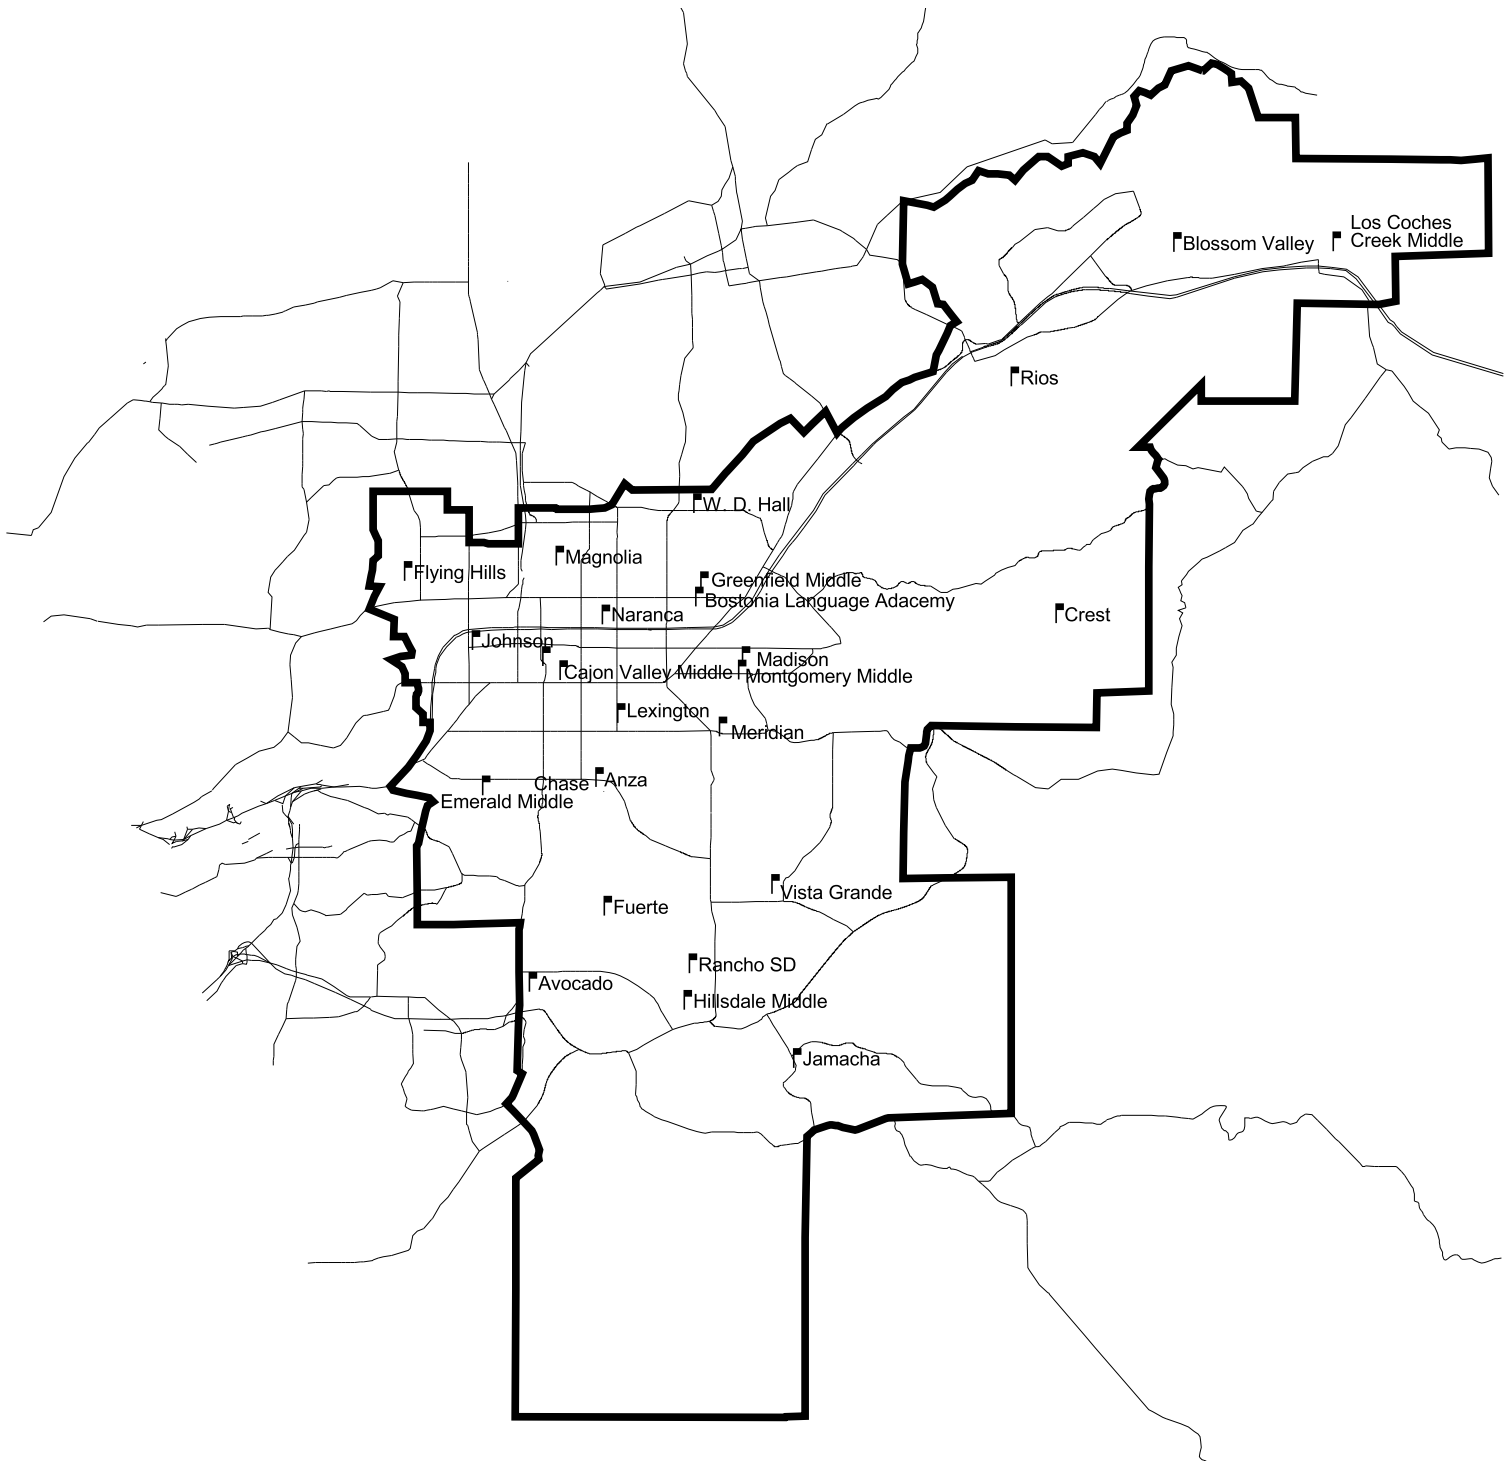 Los Coches
Creek Middle
Blossom Valley
Rios
W. D. Hall
Magnolia
Flying Hills
Greenfield Middle
Bostonia Language Adacemy
Naranca
Crest
Johnson
Madison
Cajon Valley Middle
Montgomery Middle
Lexington
Meridian
Chase
Anza
Emerald Middle
Vista Grande
Fuerte
Rancho SD
Avocado
Hillsdale Middle
Jamacha